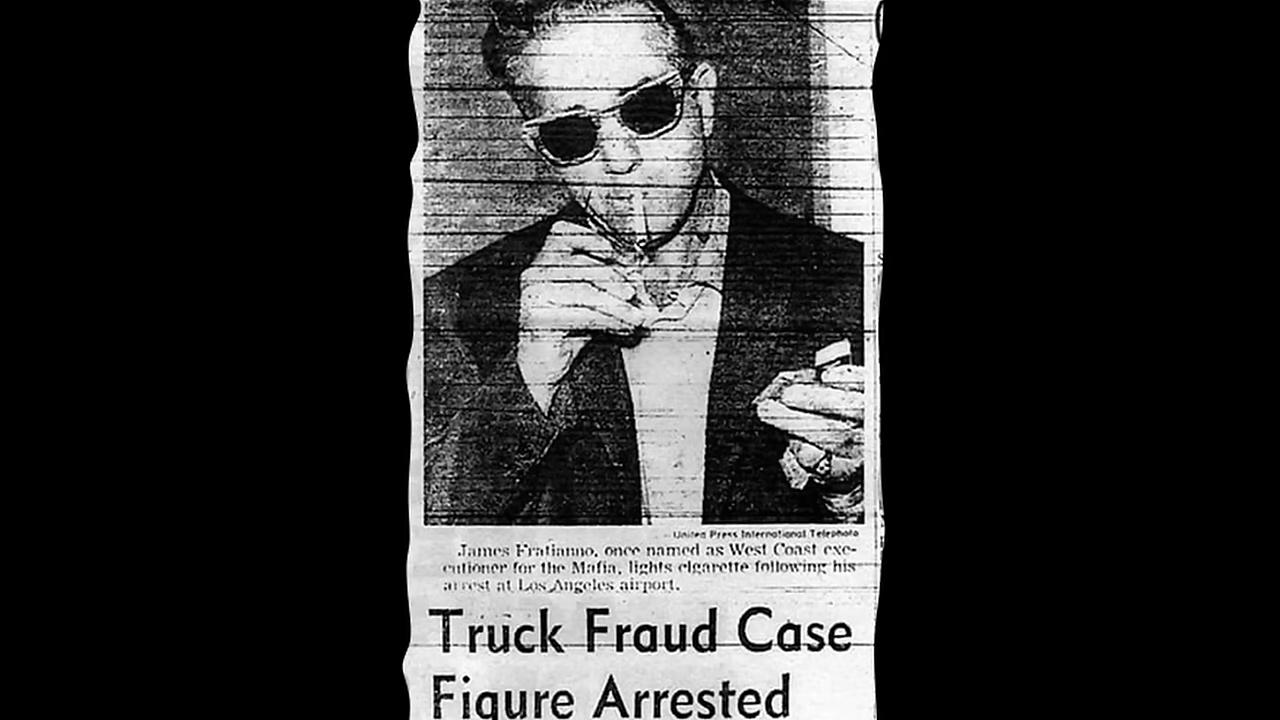 United Press International Telephoto
James Fratianno, once named as West Coast exe-
cutioner for the Mafia, lights cigarette following his
arrest at Los Angeles airport.
Truck Fraud Case
Figure Arrested